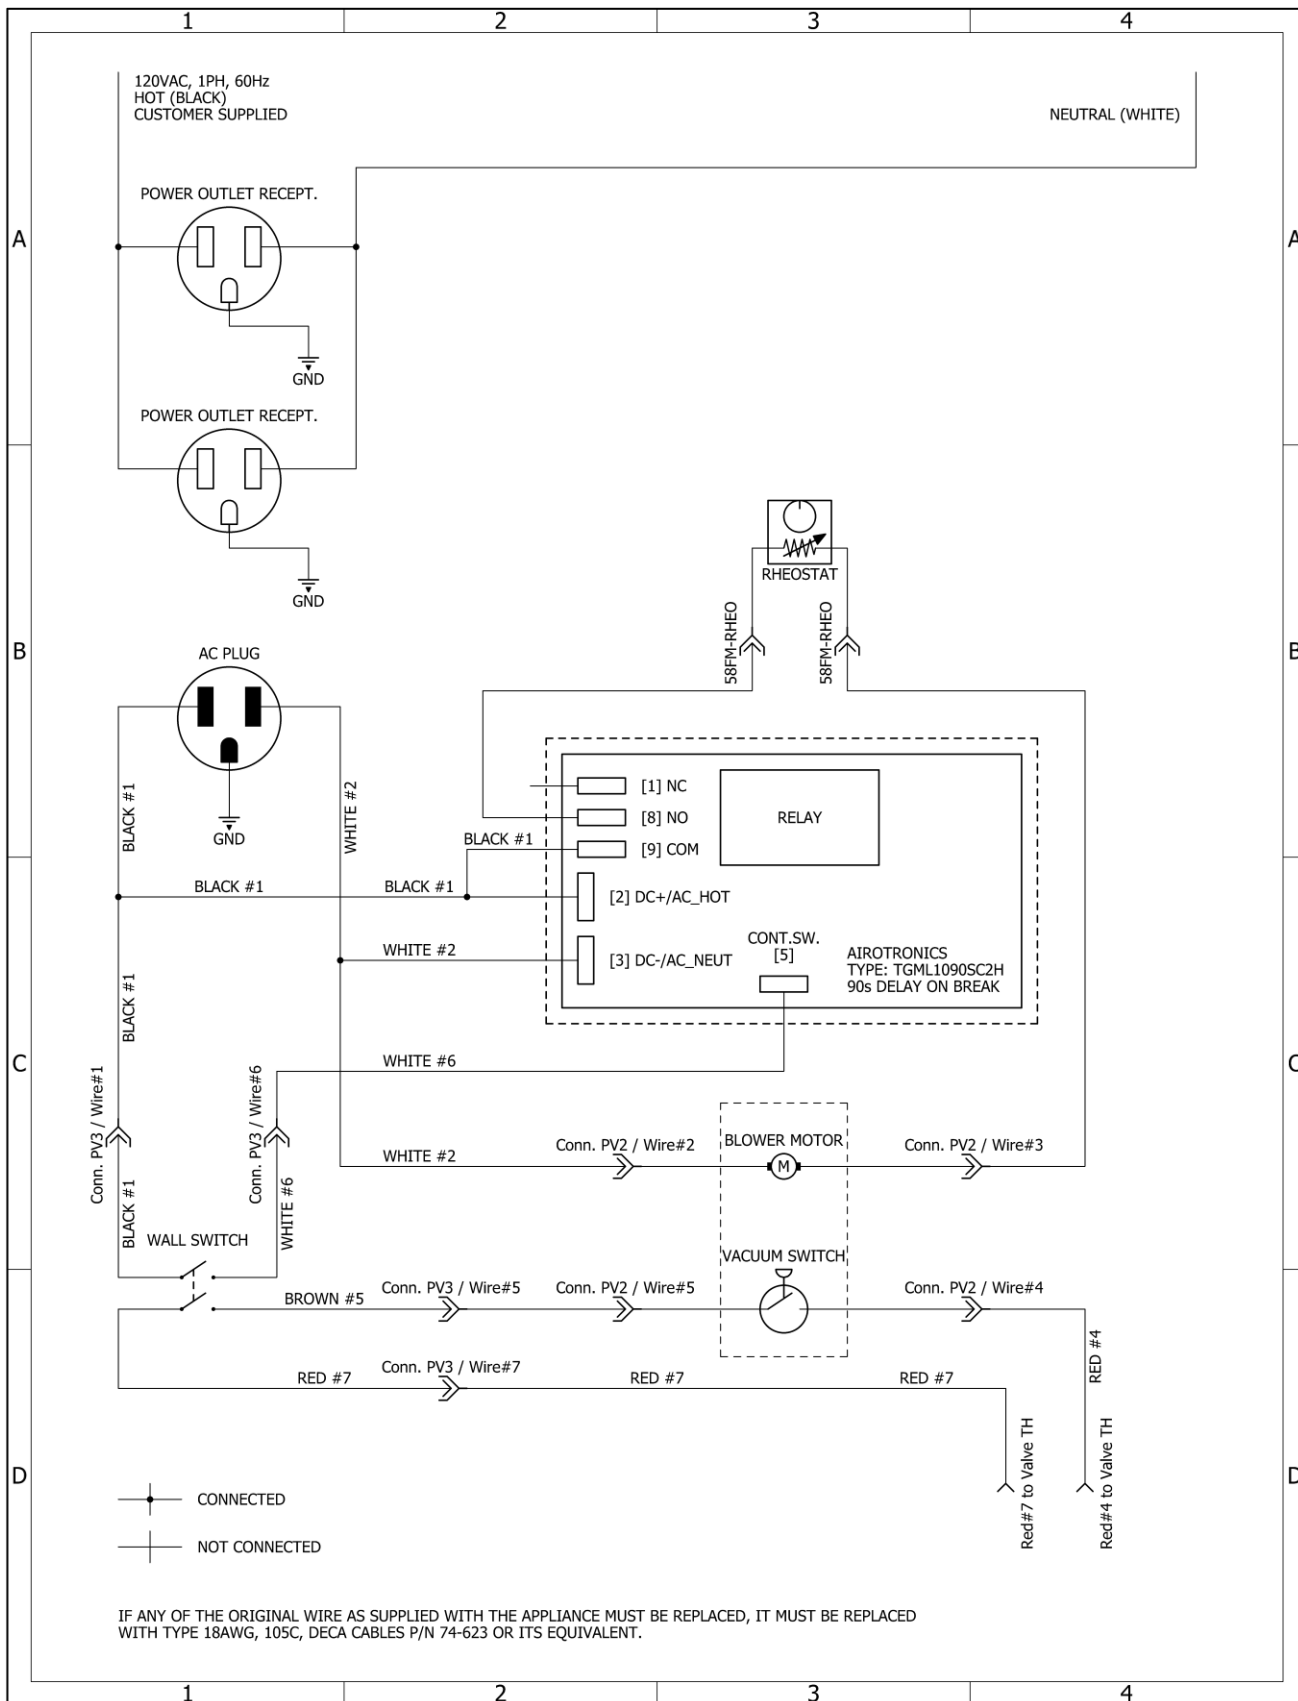 1 2 3 4
120VAC, 1PH, 60Hz
HOT (BLACK)
CUSTOMER SUPPLIED
NEUTRAL (WHITE)
POWER OUTLET RECEPT.
A A
GND
POWER OUTLET RECEPT.
GND
RHEOSTAT
58FM-RHEO
58FM-RHEO
B B
AC PLUG
BLACK #1
WHITE #2
GND
[1] NC
[8] NO
RELAY
BLACK #1
[9] COM
BLACK #1
BLACK #1
[2] DC+/AC_HOT
WHITE #2
[3] DC-/AC_NEUT
CONT.SW.
[5]
AIROTRONICS
TYPE: TGML1090SC2H
90s DELAY ON BREAK
BLACK #1
C C
WHITE #6
Conn. PV3 / Wire#1
Conn. PV3 / Wire#6
BLACK #1
WHITE #6
WHITE #2
Conn. PV2 / Wire#2
BLOWER MOTOR
M
Conn. PV2 / Wire#3
WALL SWITCH
VACUUM SWITCH
BROWN #5
Conn. PV3 / Wire#5
Conn. PV2 / Wire#5
Conn. PV2 / Wire#4
RED #4
Conn. PV3 / Wire#7
RED #7
RED #7
RED #7
Red#7 to Valve TH
Red#4 to Valve TH
D D
CONNECTED
NOT CONNECTED
IF ANY OF THE ORIGINAL WIRE AS SUPPLIED WITH THE APPLIANCE MUST BE REPLACED, IT MUST BE REPLACED
WITH TYPE 18AWG, 105C, DECA CABLES P/N 74-623 OR ITS EQUIVALENT.
1 2 3 4